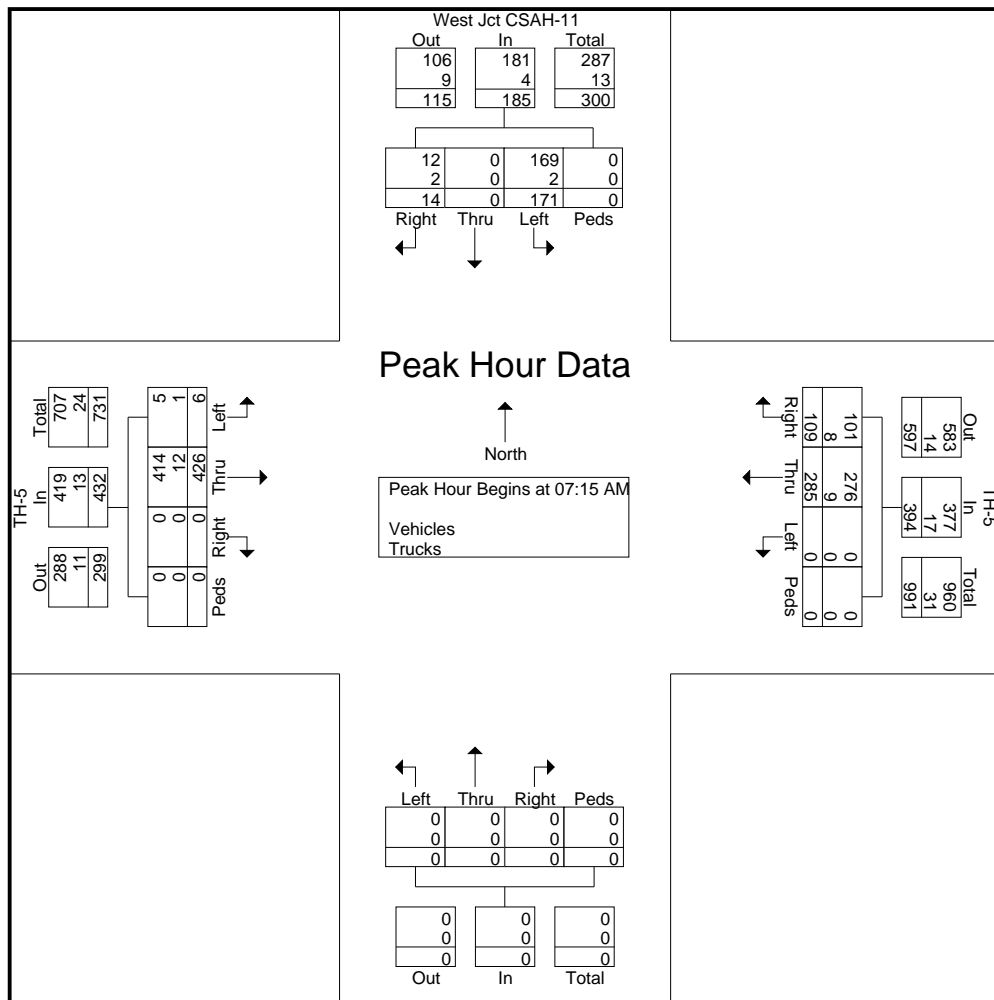 West Jct CSAH-11
Out In Total
106 181 287
9 4 13
115 185 300
12 0 169 0
2 0 2 0
14 0 171 0
Right Thru Left Peds
Peak Hour Data
North
Peak Hour Begins at 07:15 AM
Vehicles
Trucks
TH-5
Out In Total
288 419 707
11 13 24
299 432 731
Peds Right Thru Left
0 0 414 5
0 0 12 1
0 0 426 6
TH-5
Out In Total
583 377 960
14 17 31
597 394 991
101 276 0 0
8 9 0 0
109 285 0 0
Right Thru Left Peds
Left Thru Right Peds
0 0 0 0
0 0 0 0
0 0 0 0
0 0 0
0 0 0
0 0 0
Out In Total